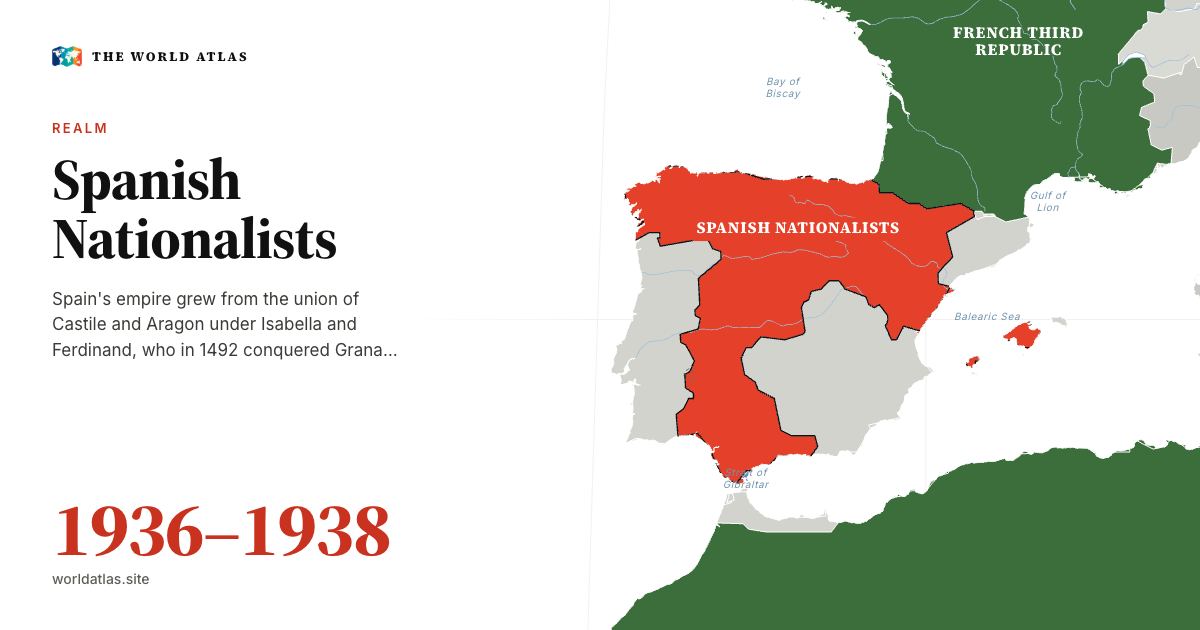 THE WORLD ATLAS
REALM
Spanish
Nationalists
Spain's empire grew from the union of
Castile and Aragon under Isabella and
Ferdinand, who in 1492 conquered Grana...
1936–1938
worldatlas.site
FRENCH THIRD
REPUBLIC
Bay of
Biscay
Gulf of
Lion
SPANISH NATIONALISTS
Balearic Sea
Strait of
Gibraltar